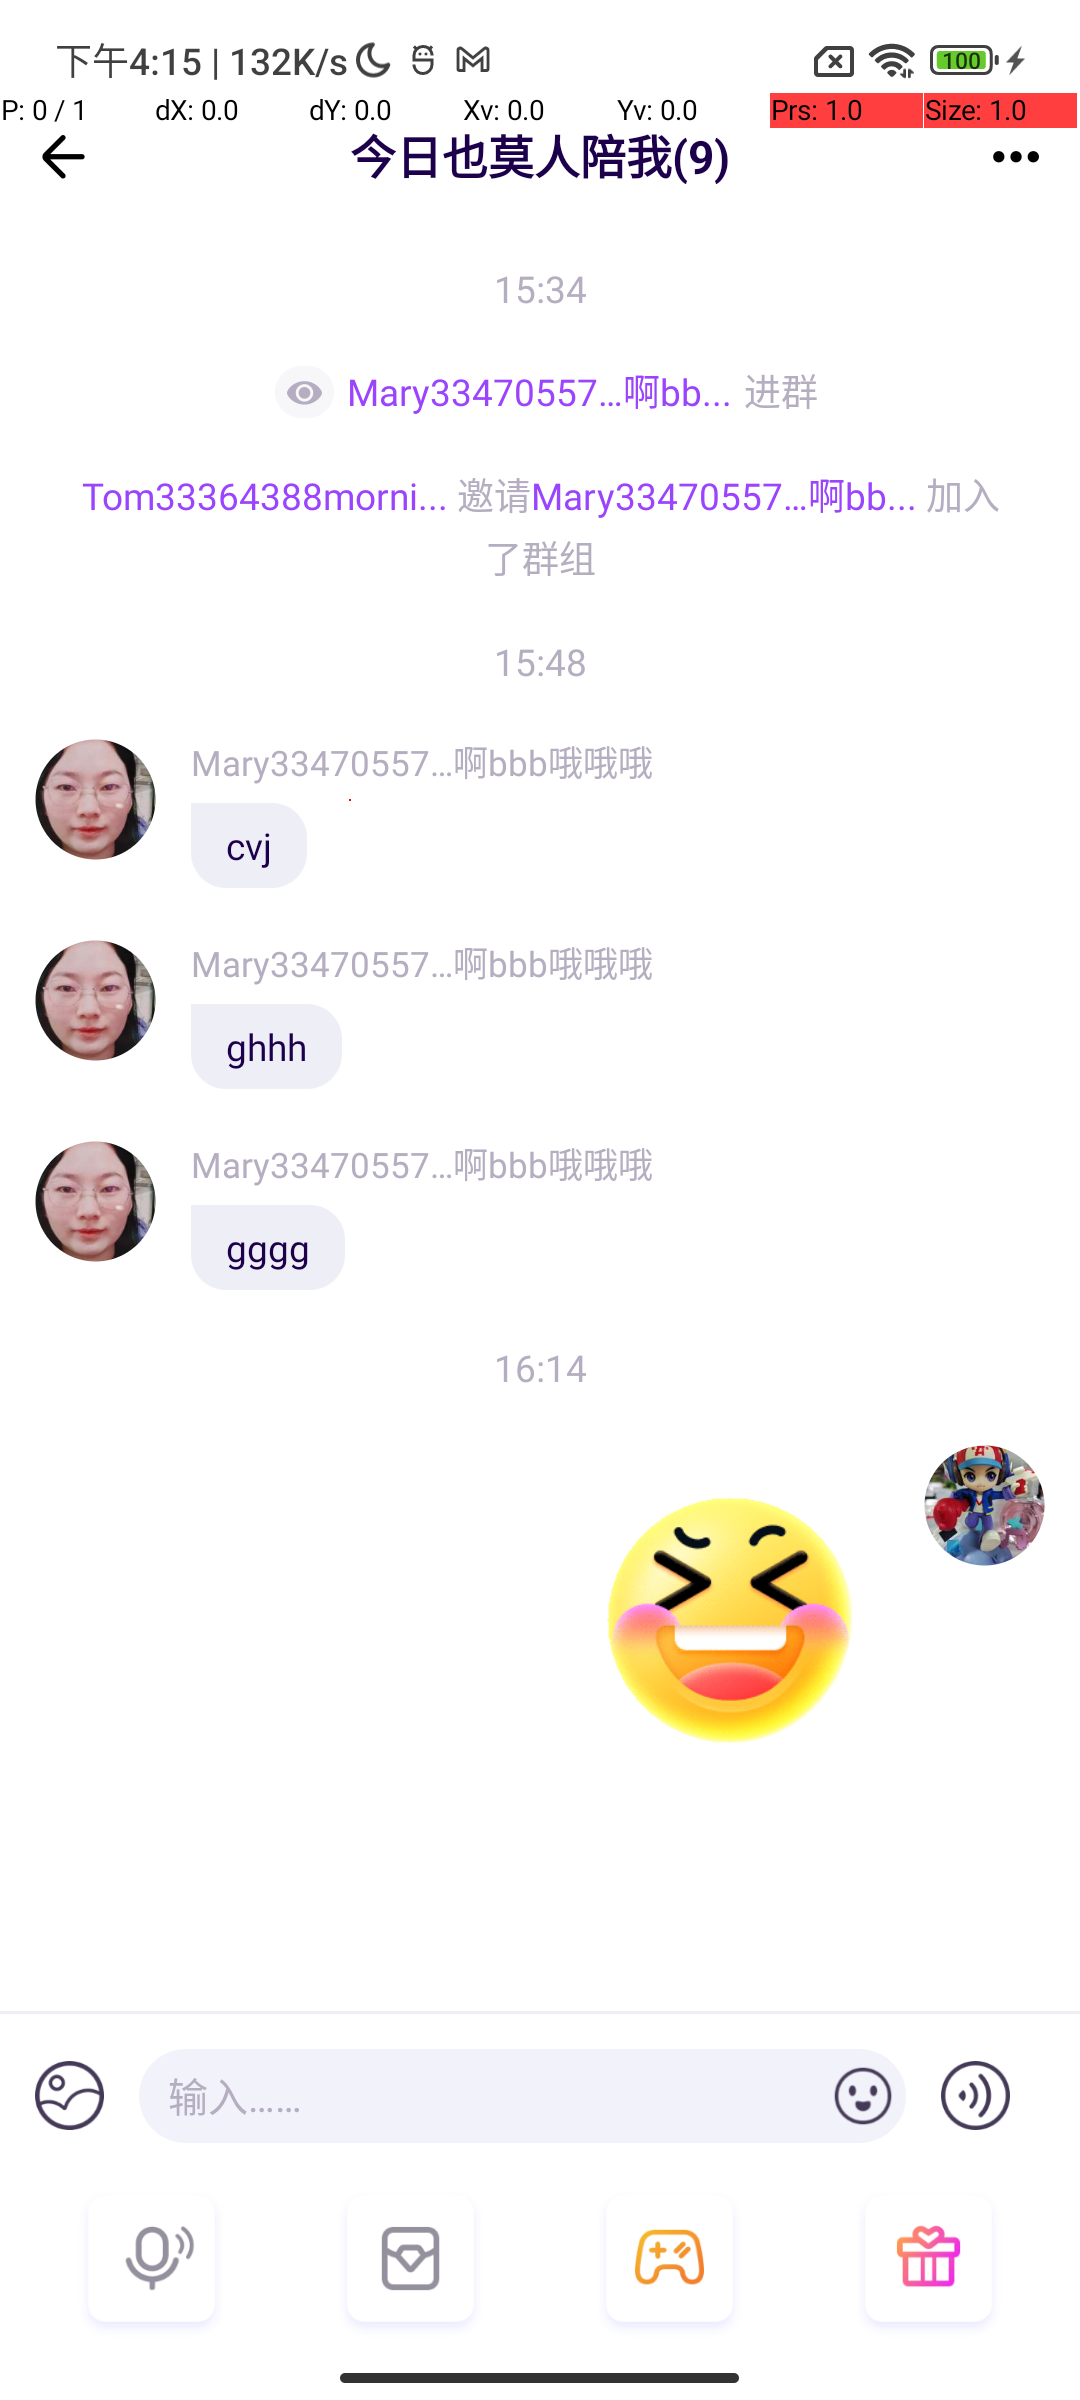 下午4:15 | 132K/s
100
P: 0 / 1 dX: 0.0 dY: 0.0 Xv: 0.0 Yv: 0.0 Prs: 1.0 Size: 1.0
今日也莫人陪我(9)
15:34
Mary33470557...啊bb... 进群
Tom33364388morni... 邀请Mary33470557...啊bb... 加入
了群组
15:48
Mary33470557...啊bbb哦哦哦
cvj
Mary33470557...啊bbb哦哦哦
ghhh
Mary33470557...啊bbb哦哦哦
gggg
16:14
输入……